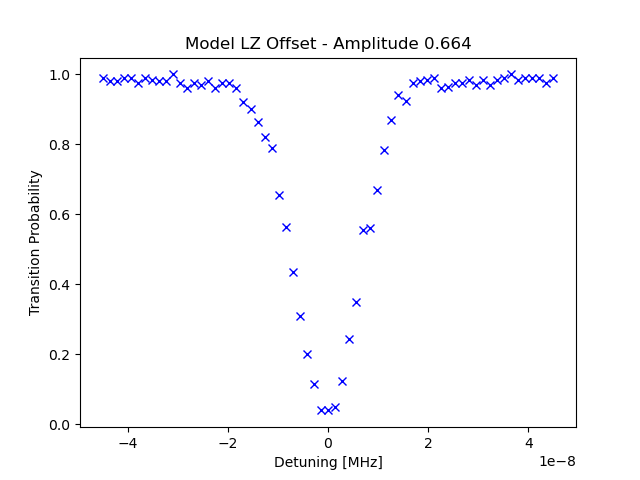 Model LZ Offset - Amplitude 0.664
1.0
0.8
0.6
0.4
0.2
0.0
Transition Probability
−4
−2
0
2
4
1e−8
Detuning [MHz]